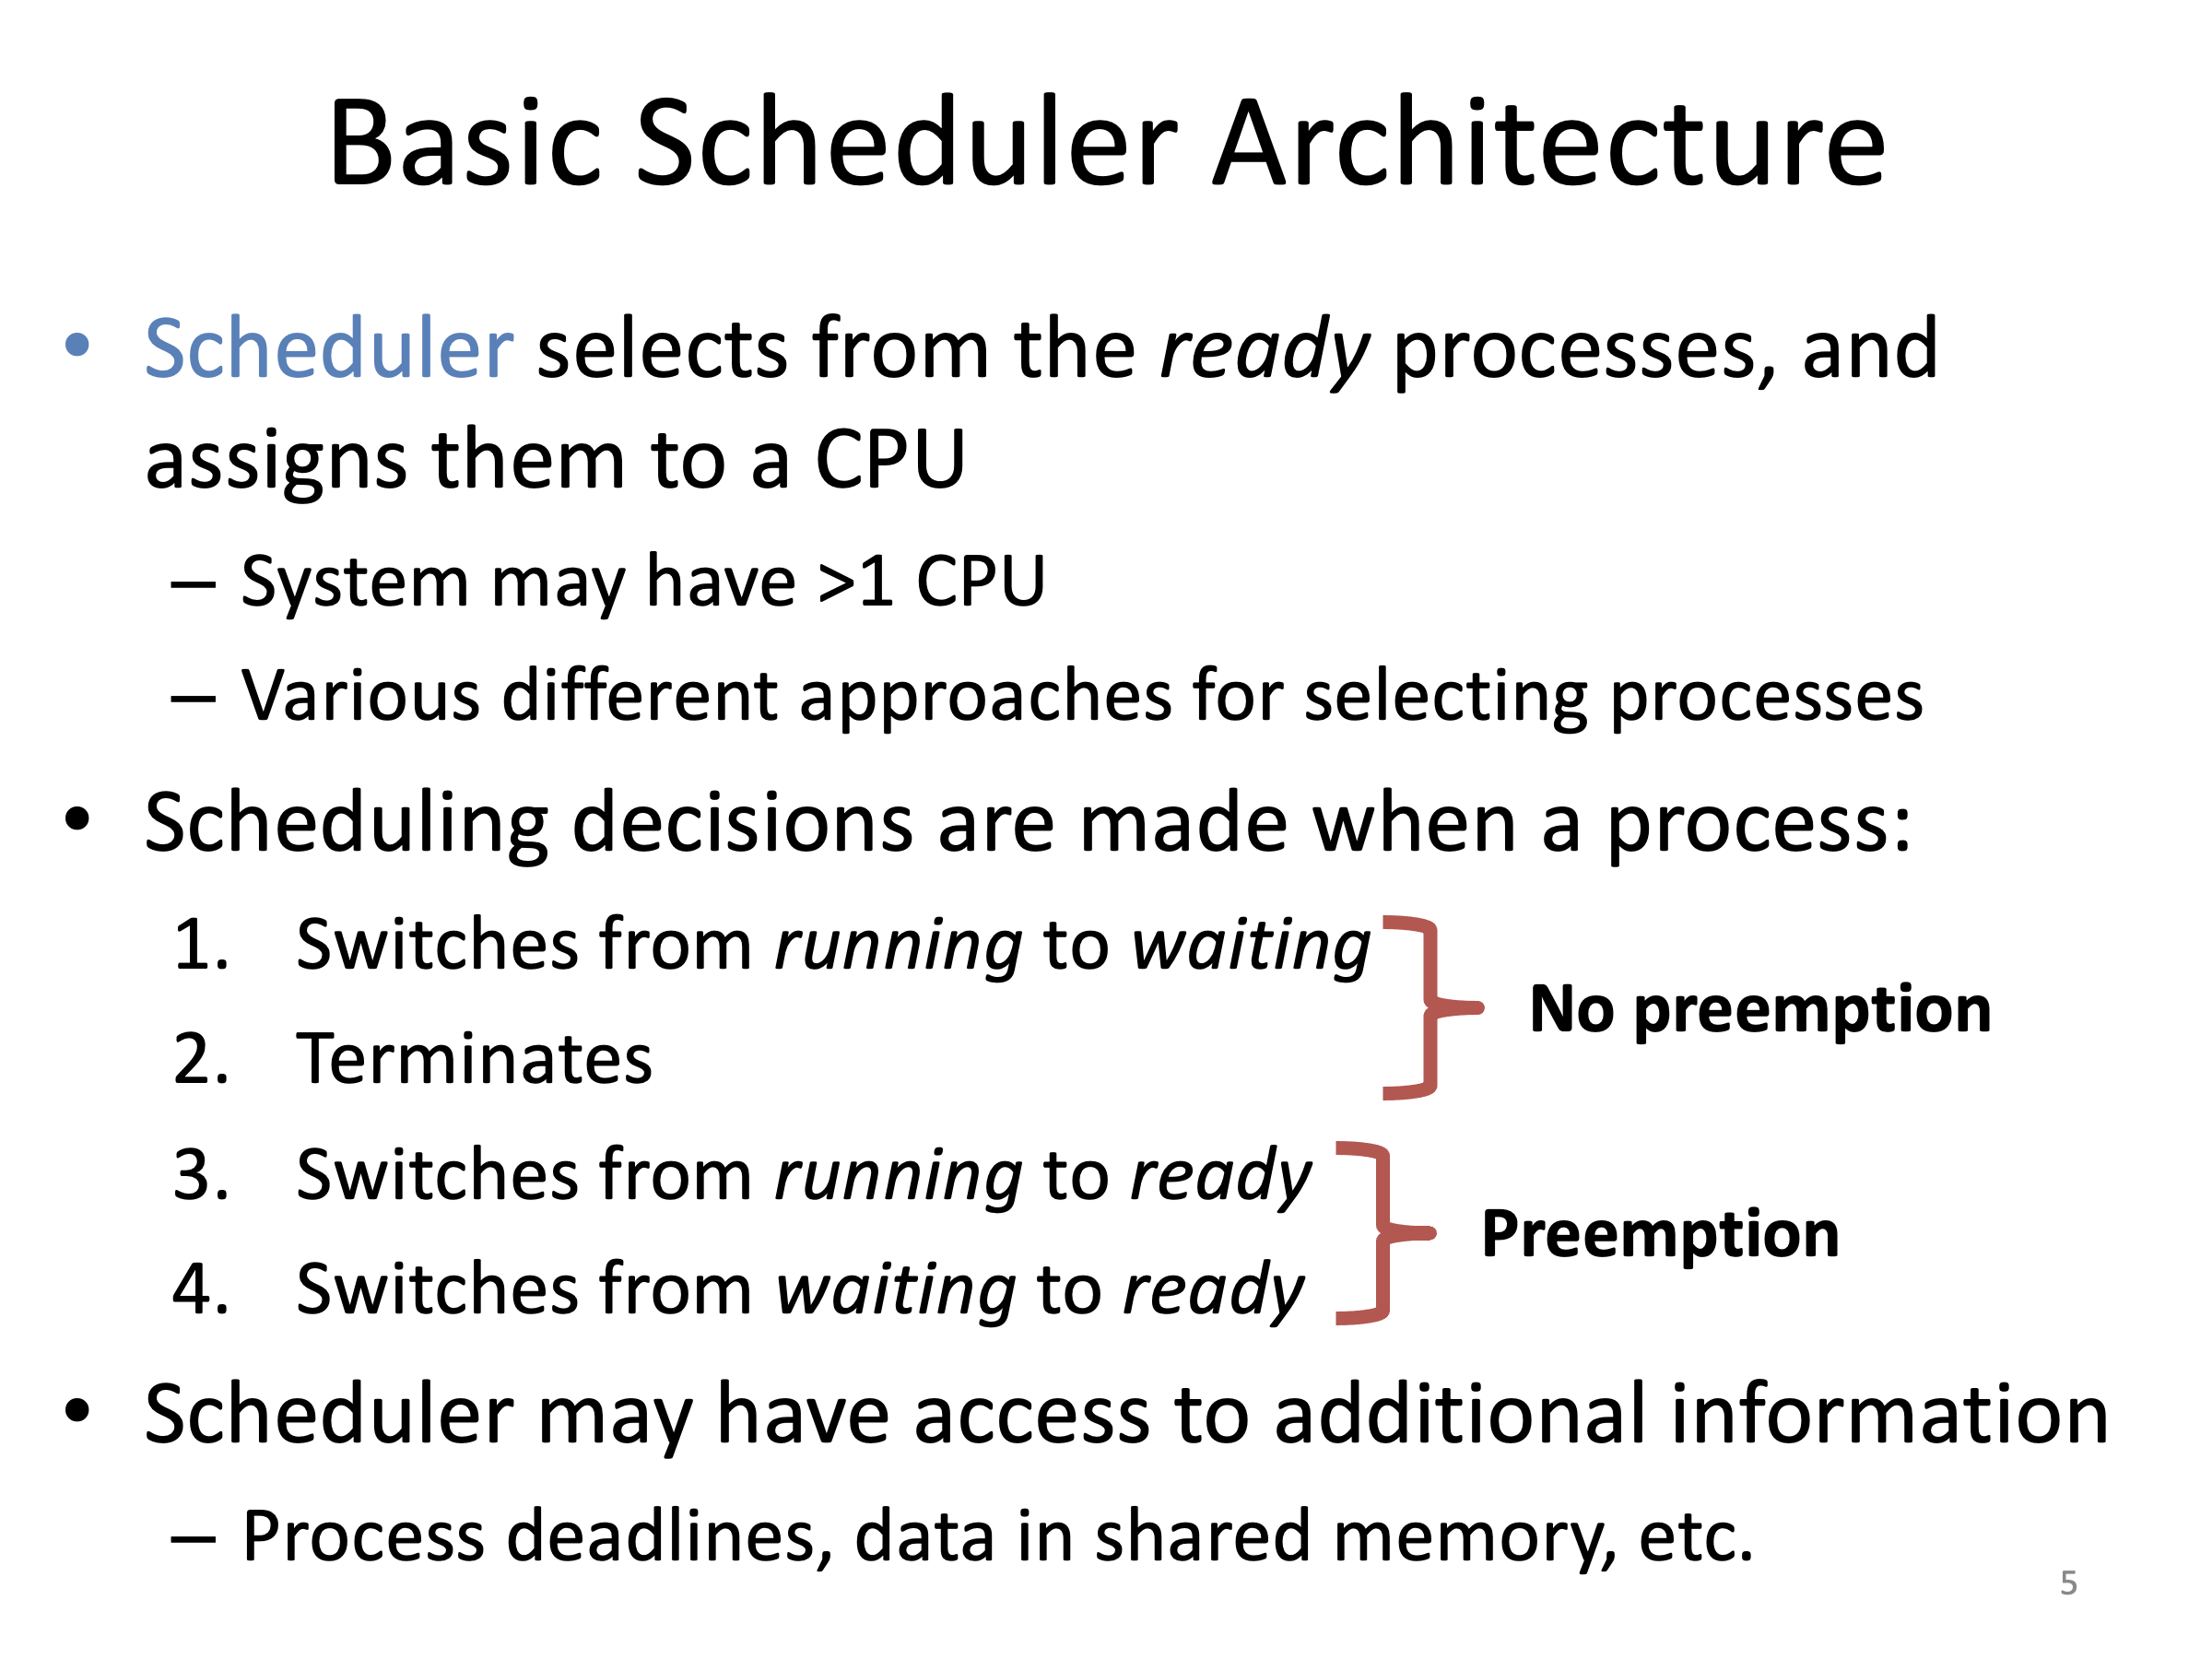 Basic Scheduler Architecture
• Scheduler selects from the ready processes, and
assigns them to a CPU
– System may have >1 CPU
– Various different approaches for selecting processes
• Scheduling decisions are made when a process:
1. Switches from running to waiting
No preemption
2. Terminates
3. Switches from running to ready
Preemption
4. Switches from waiting to ready
• Scheduler may have access to additional information
– Process deadlines, data in shared memory, etc.
5